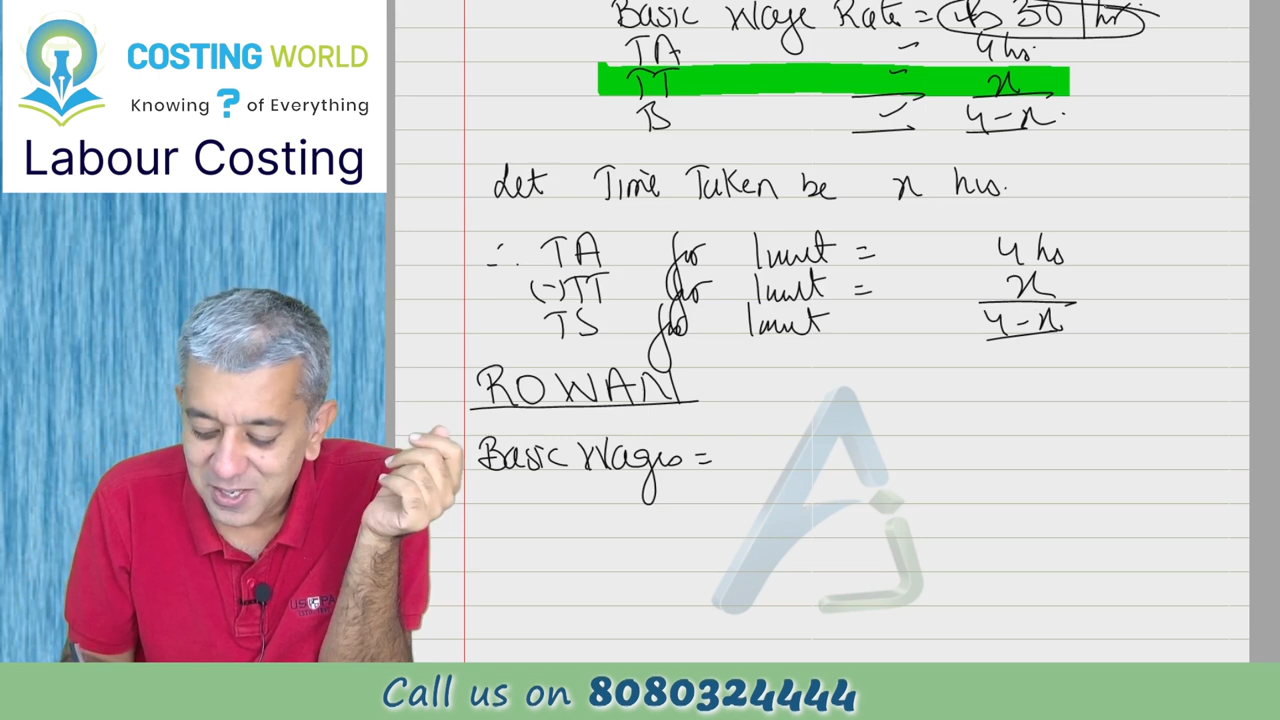 COSTING WORLD
Knowing ? of Everything
Labour Costing
Basic Wage Rate = Rs 30/hr
TA = 4 hs.
TT = x
TS = 4-x.
Let Time Taken be x hrs.
∴ TA for 1 unit = 4 hs
(-)TT for 1 unit = x
TS for 1 unit 4-x
ROWAN
Basic Wages =
Call us on 8080324444